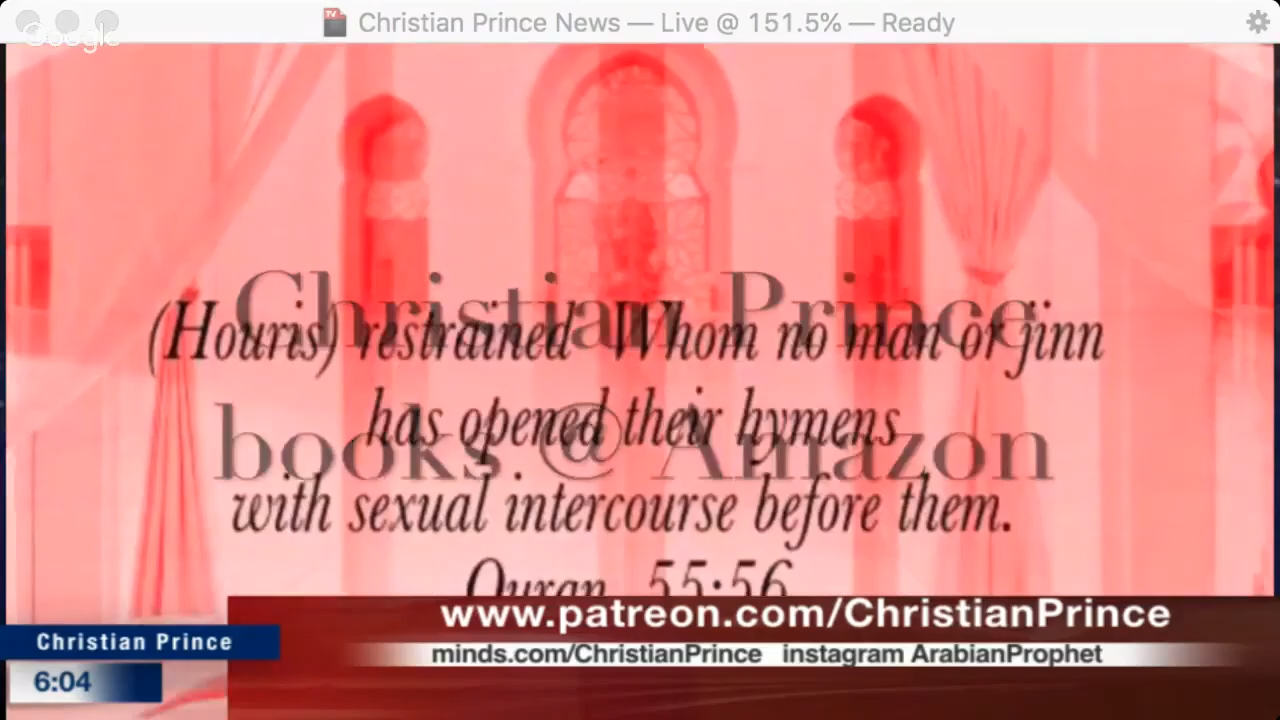 Christian Prince News — Live @ 151.5% — Ready
Google
Christian Prince
(Houris) restrained Whom no man or jinn
has opened their hymens
books @ Amazon
with sexual intercourse before them.
Quran 55:56
www.patreon.com/ChristianPrince
Christian Prince
minds.com/ChristianPrince instagram ArabianProphet
6:04